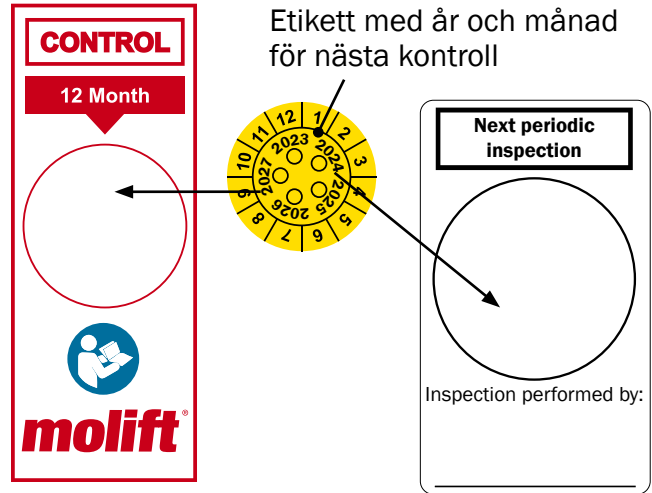 Etikett med år och månad
för nästa kontroll
CONTROL
12 Month
molift®
1
2
3
4
5
6
7
8
9
10
11
12
2023
2024
2025
2026
2027
Next periodic
inspection
Inspection performed by: